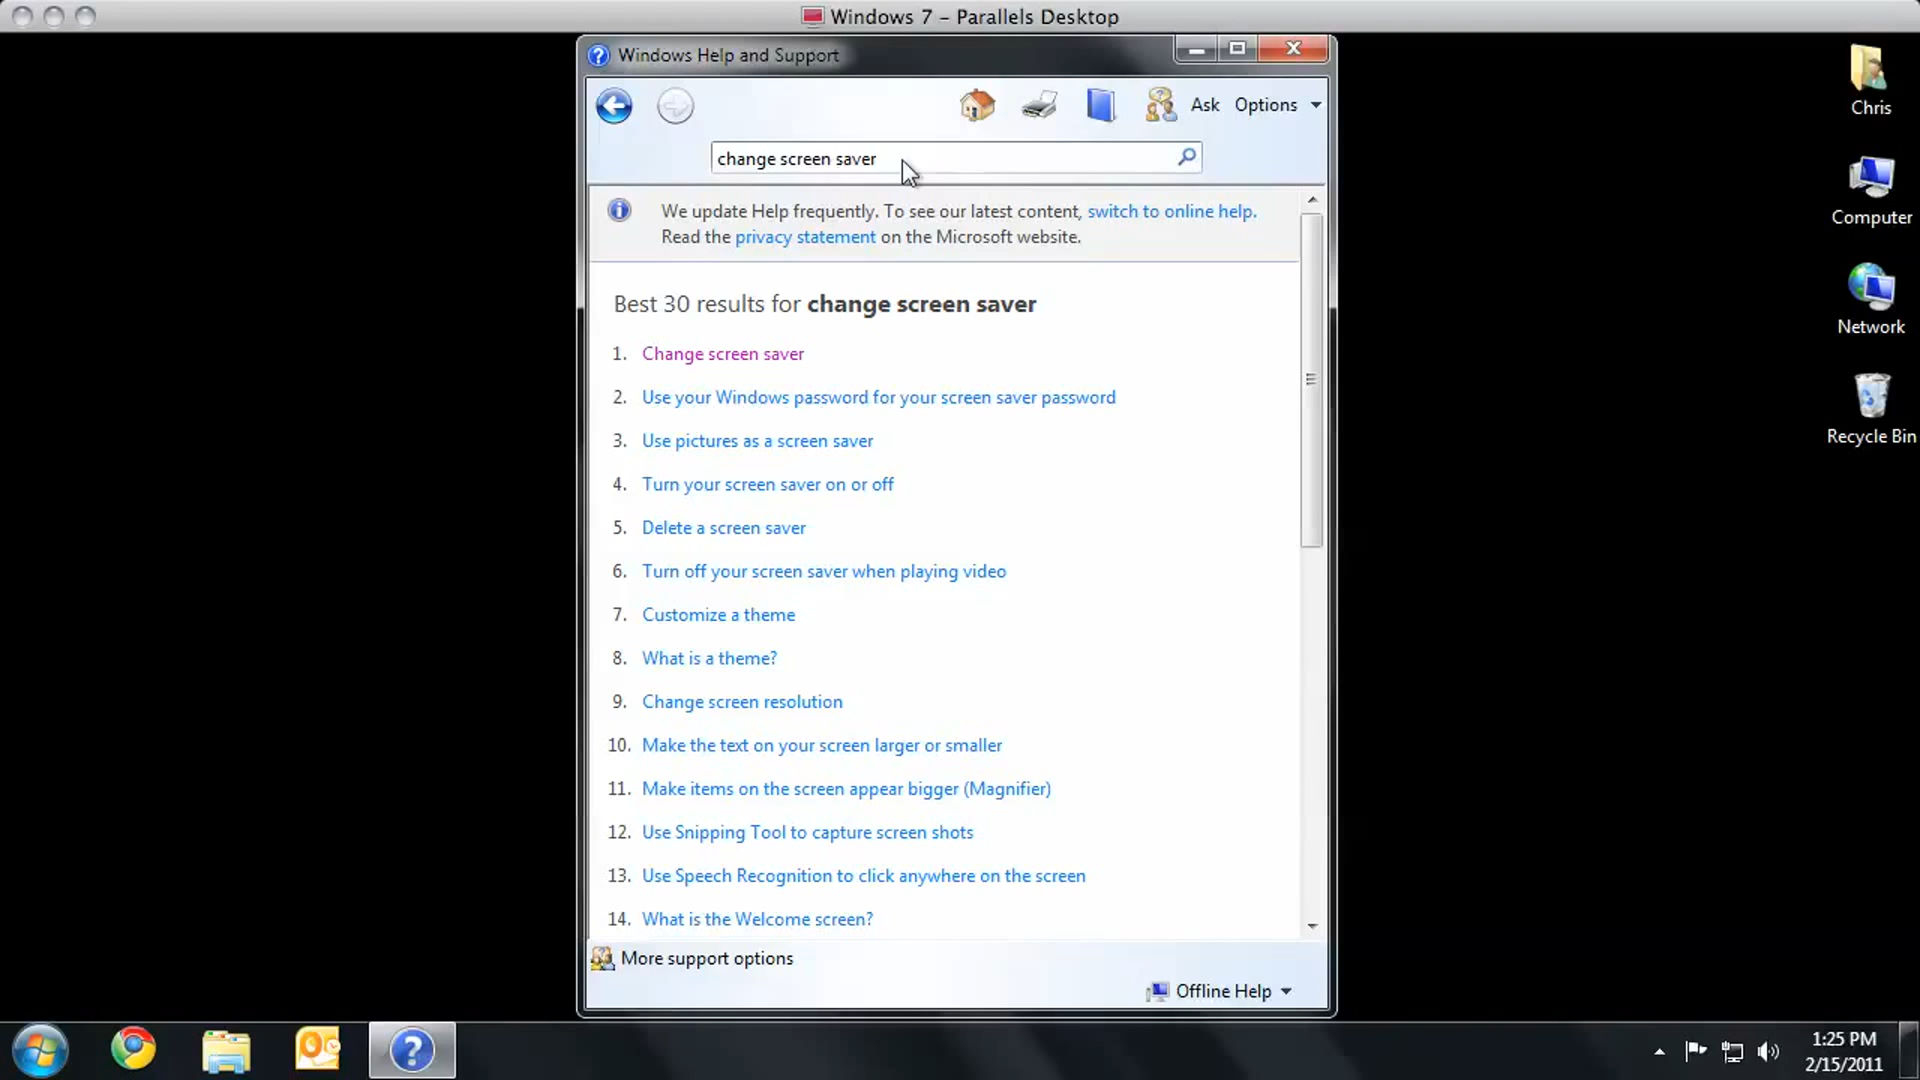 Windows 7 – Parallels Desktop
Windows Help and Support
Ask Options
change screen saver
We update Help frequently. To see our latest content, switch to online help.
Read the privacy statement on the Microsoft website.
Best 30 results for change screen saver
1. Change screen saver
2. Use your Windows password for your screen saver password
3. Use pictures as a screen saver
4. Turn your screen saver on or off
5. Delete a screen saver
6. Turn off your screen saver when playing video
7. Customize a theme
8. What is a theme?
9. Change screen resolution
10. Make the text on your screen larger or smaller
11. Make items on the screen appear bigger (Magnifier)
12. Use Snipping Tool to capture screen shots
13. Use Speech Recognition to click anywhere on the screen
14. What is the Welcome screen?
More support options
Offline Help
Chris
Computer
Network
Recycle Bin
1:25 PM
2/15/2011